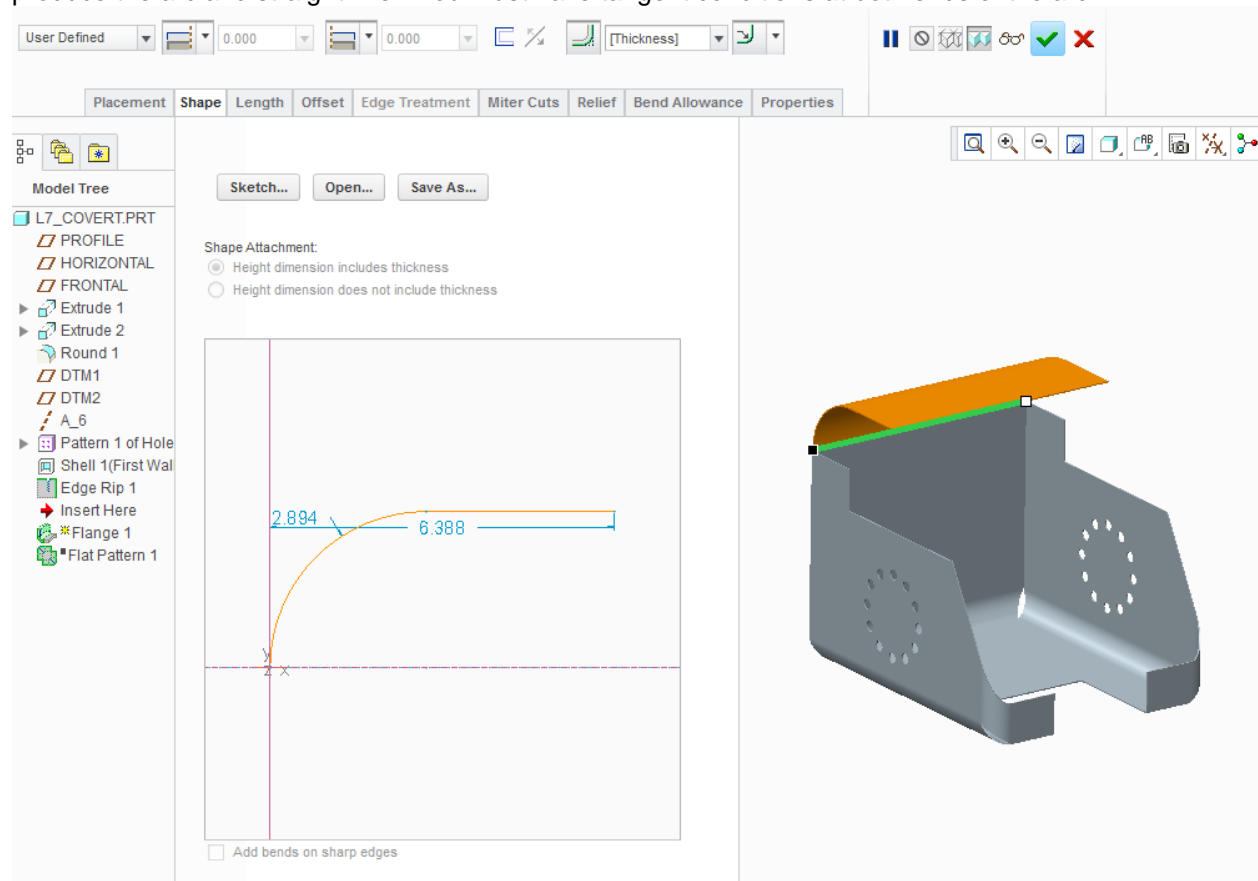 User Defined 0.000 0.000 [Thickness]
Placement Shape Length Offset Edge Treatment Miter Cuts Relief Bend Allowance Properties
Model Tree
L7_COVERT.PRT
PROFILE
HORIZONTAL
FRONTAL
Extrude 1
Extrude 2
Round 1
DTM1
DTM2
A_6
Pattern 1 of Hole
Shell 1(First Wal
Edge Rip 1
Insert Here
Flange 1
Flat Pattern 1
Sketch... Open... Save As...
Shape Attachment:
Height dimension includes thickness
Height dimension does not include thickness
2.894
6.388
y
z x
Add bends on sharp edges